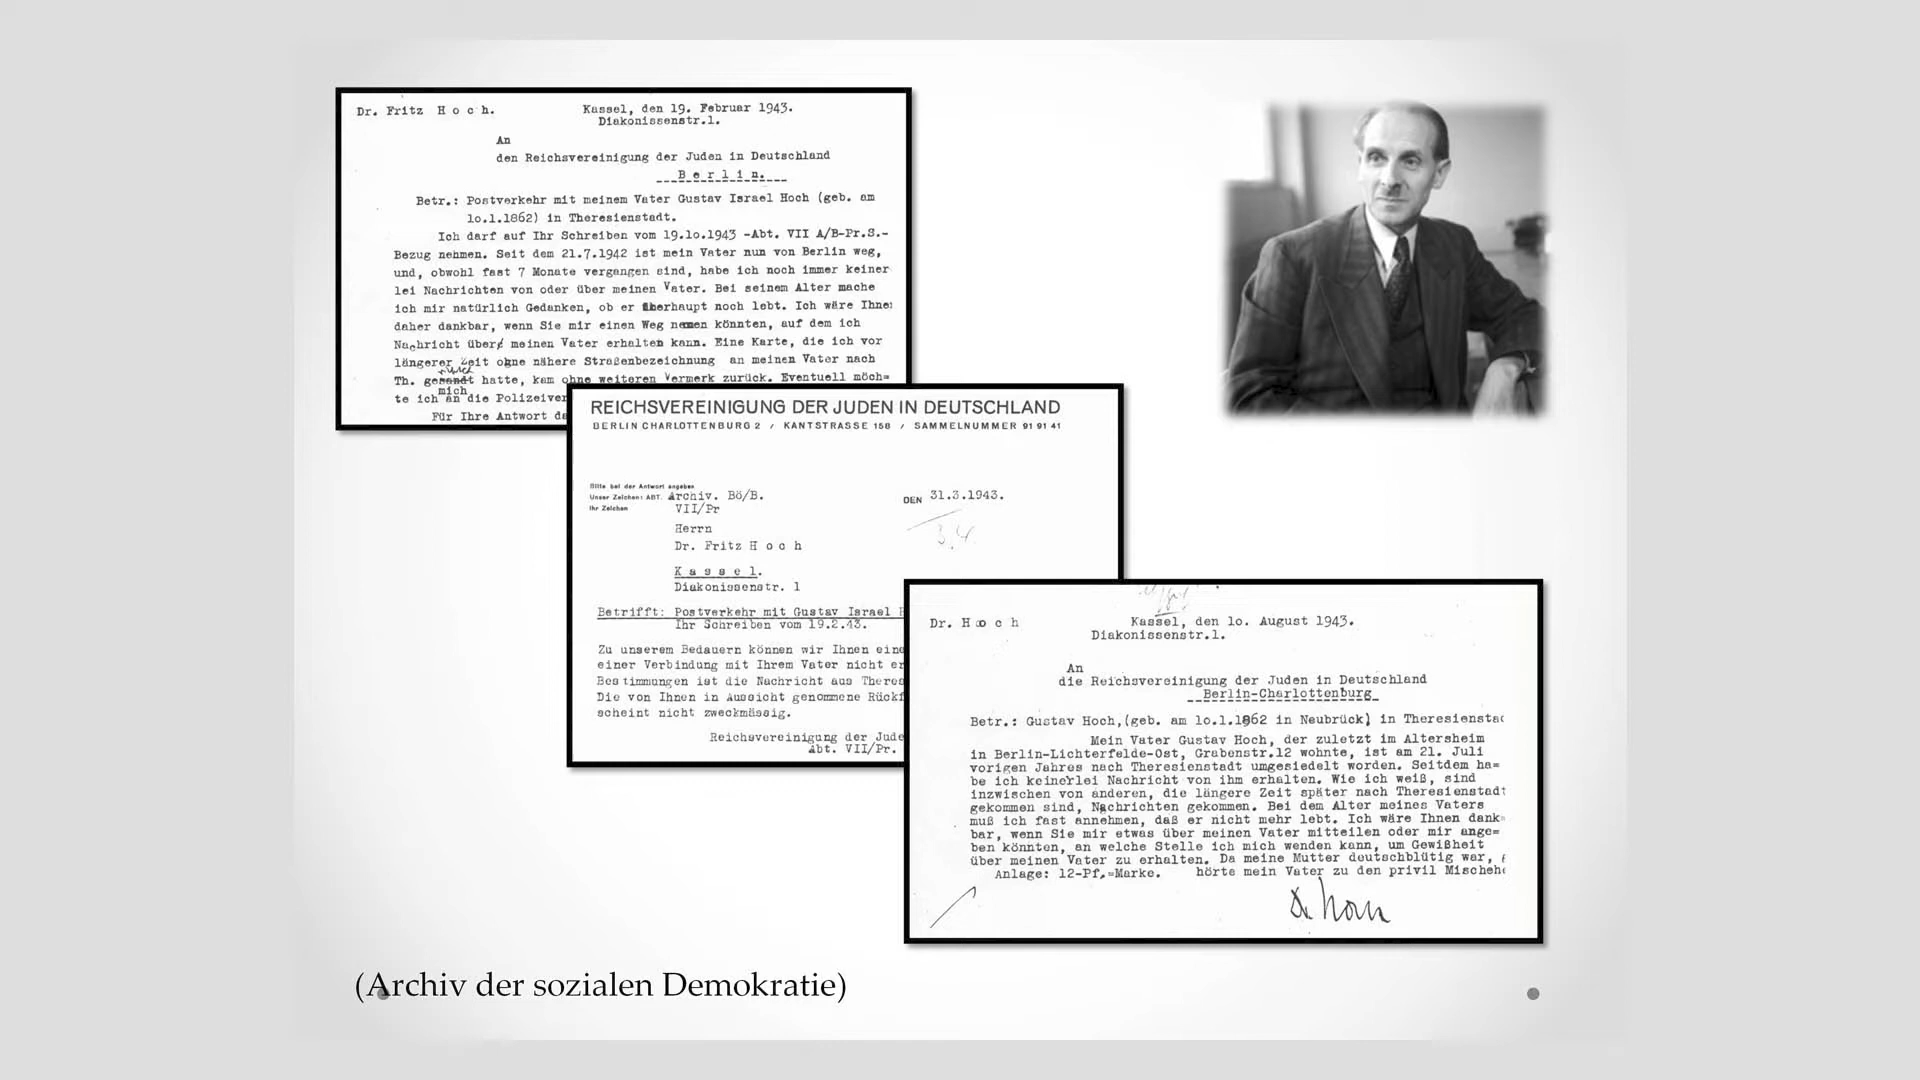 Dr. Fritz H o c h.
Kassel, den 19. Februar 1943.
Diakonissenstr.1.
An
den Reichsvereinigung der Juden in Deutschland
B e r l i n.
Betr.: Postverkehr mit meinem Vater Gustav Israel Hoch (geb. am
1o.1.1862) in Theresienstadt.
Ich darf auf Ihr Schreiben vom 19.1o.1943 -Abt. VII A/B-Pr.S.-
Bezug nehmen. Seit dem 21.7.1942 ist mein Vater nun von Berlin weg,
und, obwohl fast 7 Monate vergangen sind, habe ich noch immer keiner
lei Nachrichten von oder über meinen Vater. Bei seinem Alter mache
ich mir natürlich Gedanken, ob er überhaupt noch lebt. Ich wäre Ihne
daher dankbar, wenn Sie mir einen Weg nennen könnten, auf dem ich
Nachricht über meinen Vater erhalten kann. Eine Karte, die ich vor
längerer Zeit ohne nähere Straßenbezeichnung an meinen Vater nach
Th. gesandt hatte, kam ohne weiteren Vermerk zurück. Eventuell möch=
mich
te ich an die Polizeiver
Für Ihre Antwort da
REICHSVEREINIGUNG DER JUDEN IN DEUTSCHLAND
BERLIN CHARLOTTENBURG 2 / KANTSTRASSE 158 / SAMMELNUMMER 91 91 41
Bitte bei der Antwort angeben
Unser Zeichen: ABT. Archiv. Bö/B.
DEN 31.3.1943.
Ihr Zeichen VII/Pr
3.4
Herrn
Dr. Fritz H o c h
K a s s e l.
Diakonissenstr. 1
Betrifft: Postverkehr mit Gustav Israel H
Ihr Schreiben vom 19.2.43.
Zu unserem Bedauern können wir Ihnen eine
einer Verbindung mit Ihrem Vater nicht er
Bestimmungen ist die Nachricht aus Theres
Die von Ihnen in Aussicht genommene Rückf
scheint nicht zweckmässig.
Reichsvereinigung der Jude
Abt. VII/Pr.
Dr. H o c h
Kassel, den 1o. August 1943.
Diakonissenstr.1.
An
die Reichsvereinigung der Juden in Deutschland
Berlin-Charlottenburg
Betr.: Gustav Hoch,(geb. am 1o.1.1862 in Neubrück) in Theresienstad
Mein Vater Gustav Hoch, der zuletzt im Altersheim
in Berlin-Lichterfelde-Ost, Grabenstr.12 wohnte, ist am 21. Juli
vorigen Jahres nach Theresienstadt umgesiedelt worden. Seitdem ha=
be ich keinerlei Nachricht von ihm erhalten. Wie ich weiß, sind
inzwischen von anderen, die längere Zeit später nach Theresienstadt
gekommen sind, Nachrichten gekommen. Bei dem Alter meines Vaters
muß ich fast annehmen, daß er nicht mehr lebt. Ich wäre Ihnen dank=
bar, wenn Sie mir etwas über meinen Vater mitteilen oder mir ange=
ben könnten, an welche Stelle ich mich wenden kann, um Gewißheit
über meinen Vater zu erhalten. Da meine Mutter deutschblütig war,
Anlage: 12-Pf.=Marke. hörte mein Vater zu den privil Mischehe
(Archiv der sozialen Demokratie)